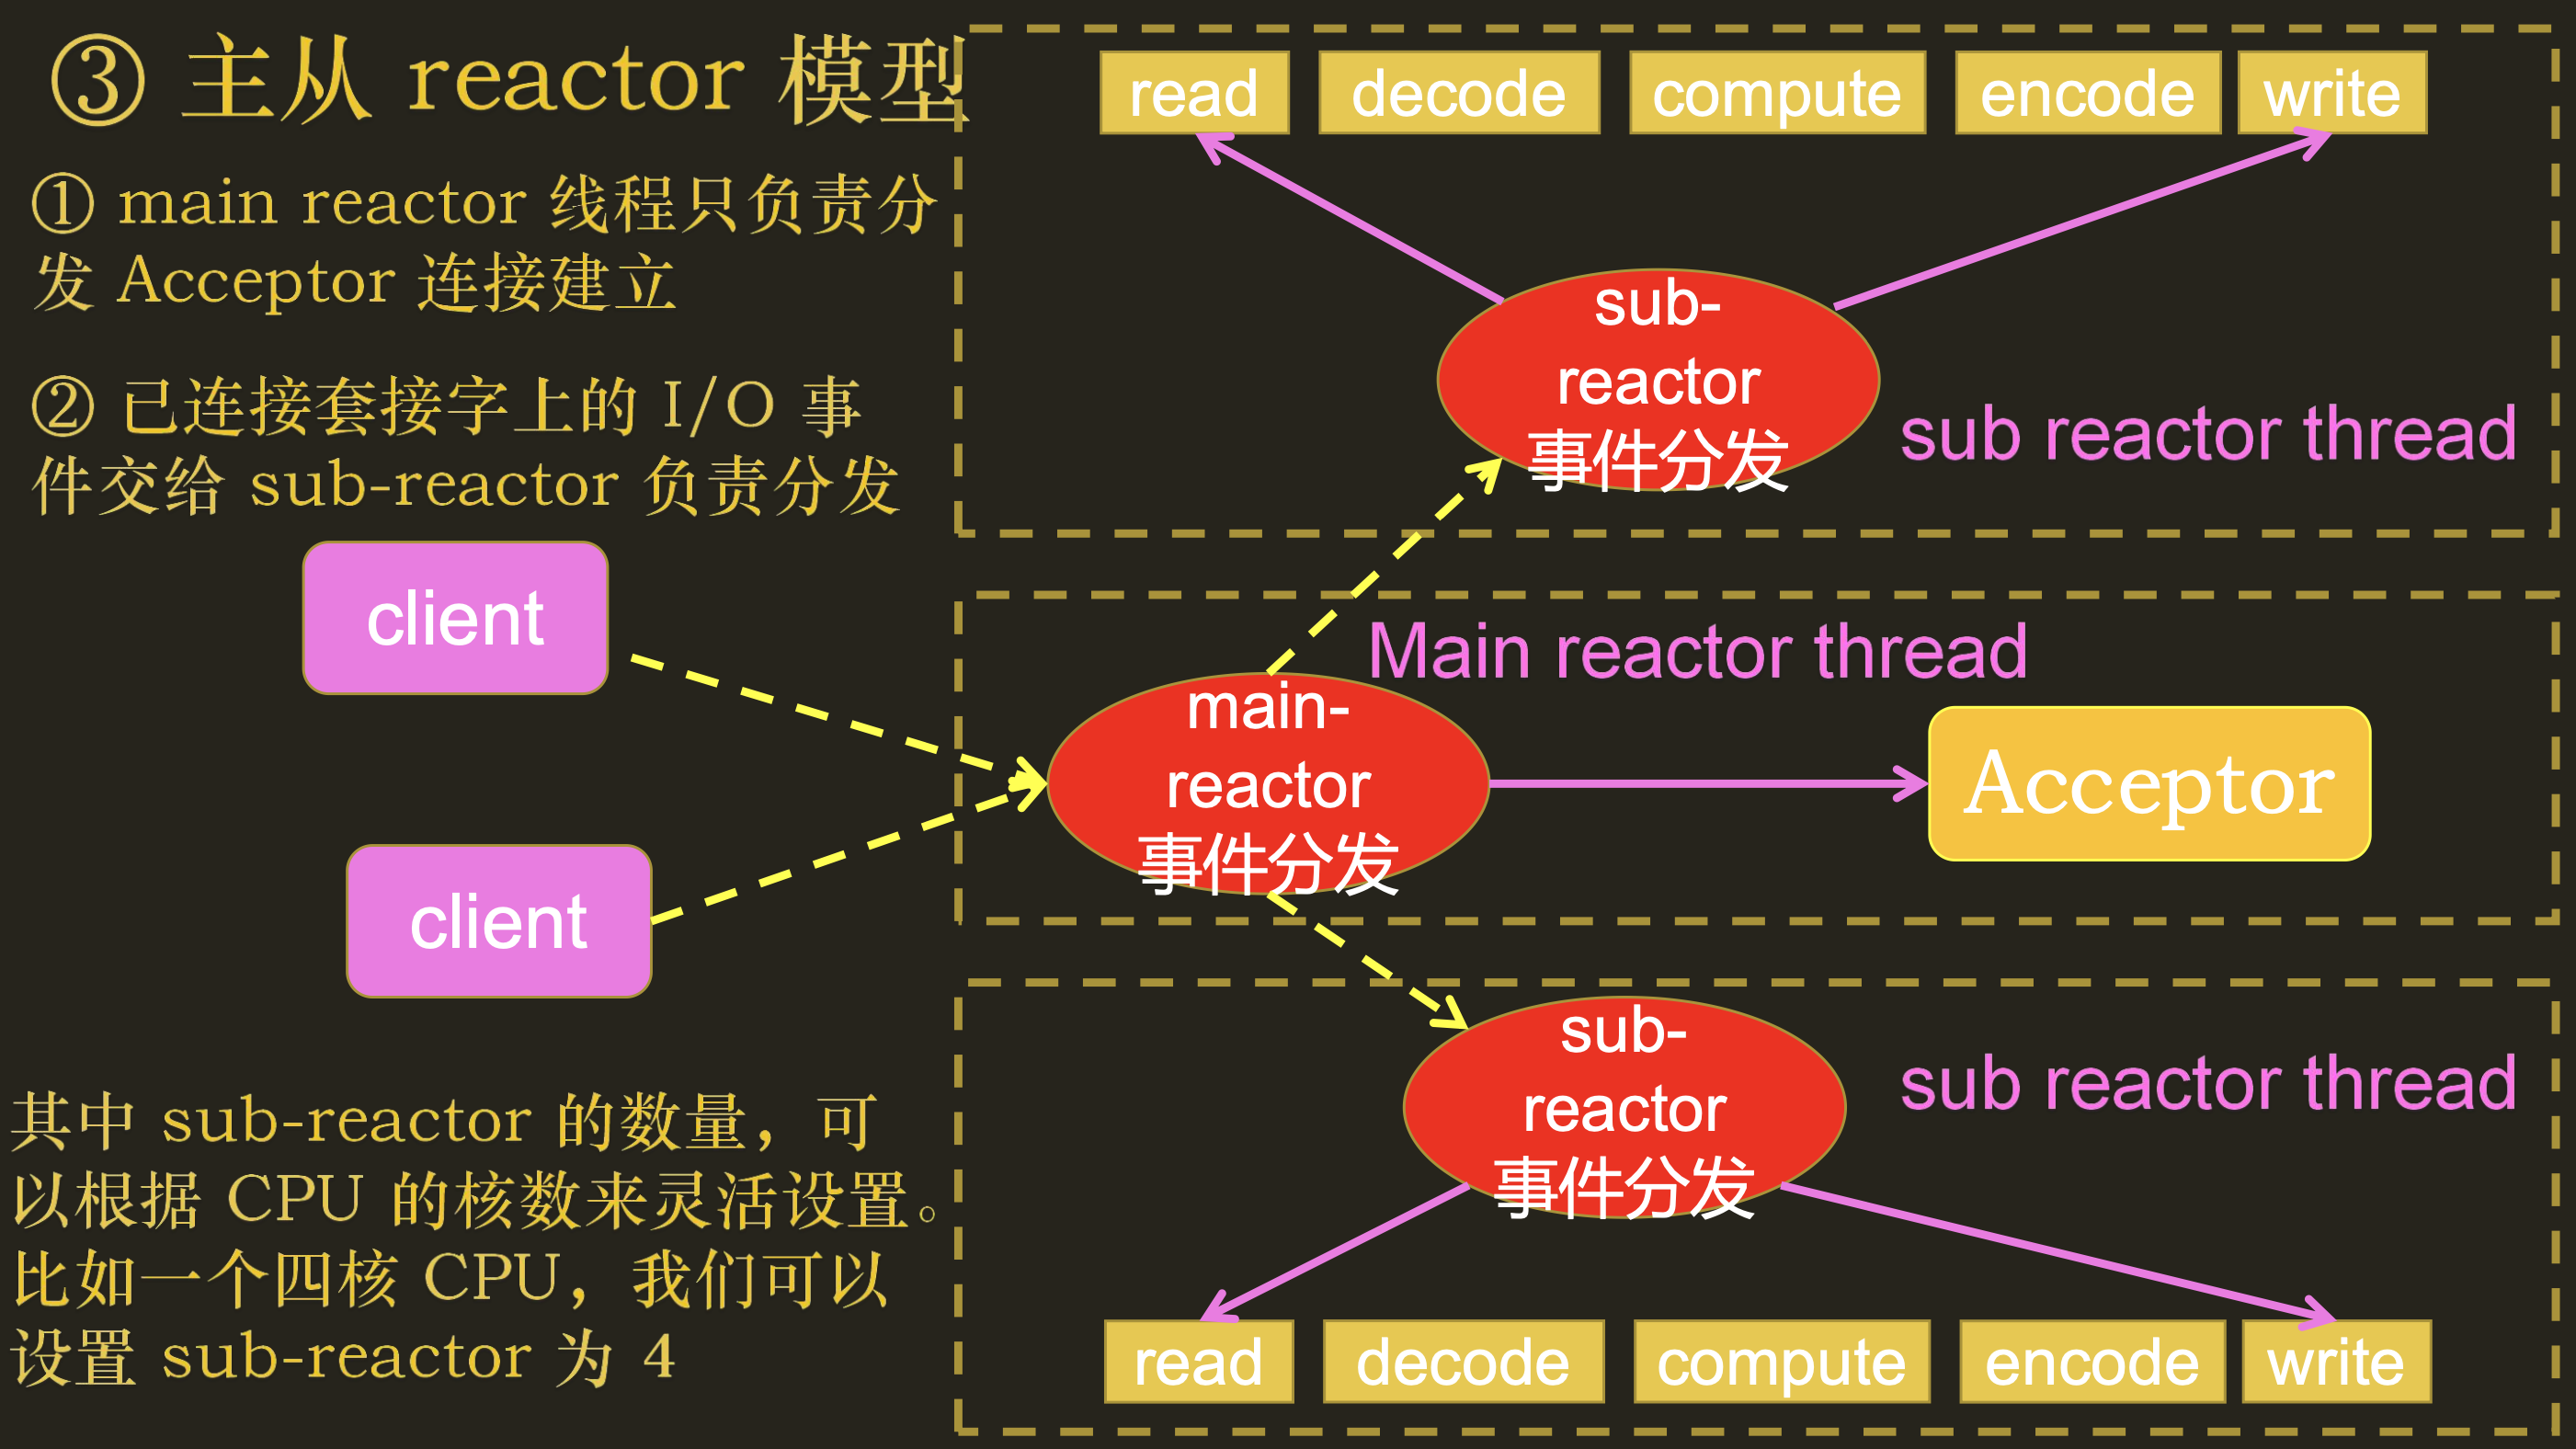 ③ 主从 reactor 模型
① main reactor 线程只负责分
发 Acceptor 连接建立
② 已连接套接字上的 I/O 事
件交给 sub-reactor 负责分发
client
client
其中 sub-reactor 的数量，可
以根据 CPU 的核数来灵活设置。
比如一个四核 CPU，我们可以
设置 sub-reactor 为 4
read decode compute encode write
sub-
reactor
事件分发
sub reactor thread
Main reactor thread
main-
reactor
事件分发
Acceptor
sub-
reactor
事件分发
sub reactor thread
read decode compute encode write